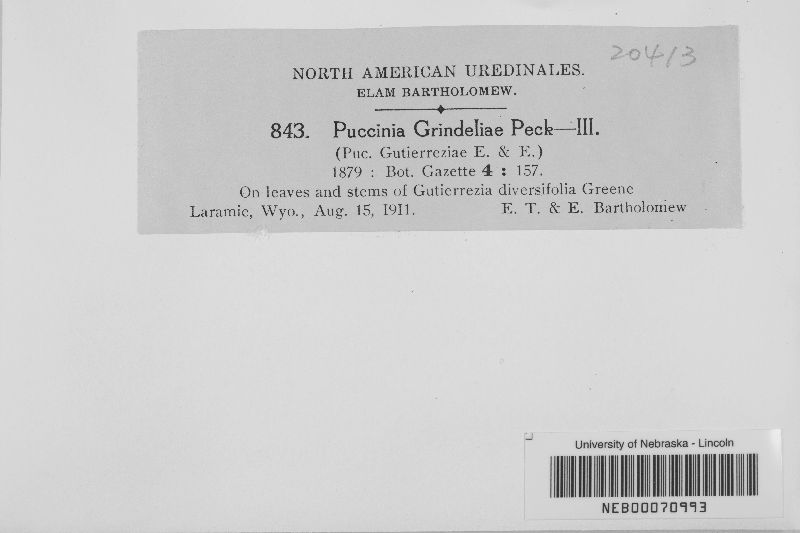 20413
NORTH AMERICAN UREDINALES.
ELAM BARTHOLOMEW.
843. Puccinia Grindeliae Peck—III.
(Puc. Gutierreziae E. & E.)
1879 : Bot. Gazette 4 : 157.
On leaves and stems of Gutierrezia diversifolia Greene
Laramie, Wyo., Aug. 15, 1911. E. T. & E. Bartholomew
University of Nebraska - Lincoln
NEB00070993